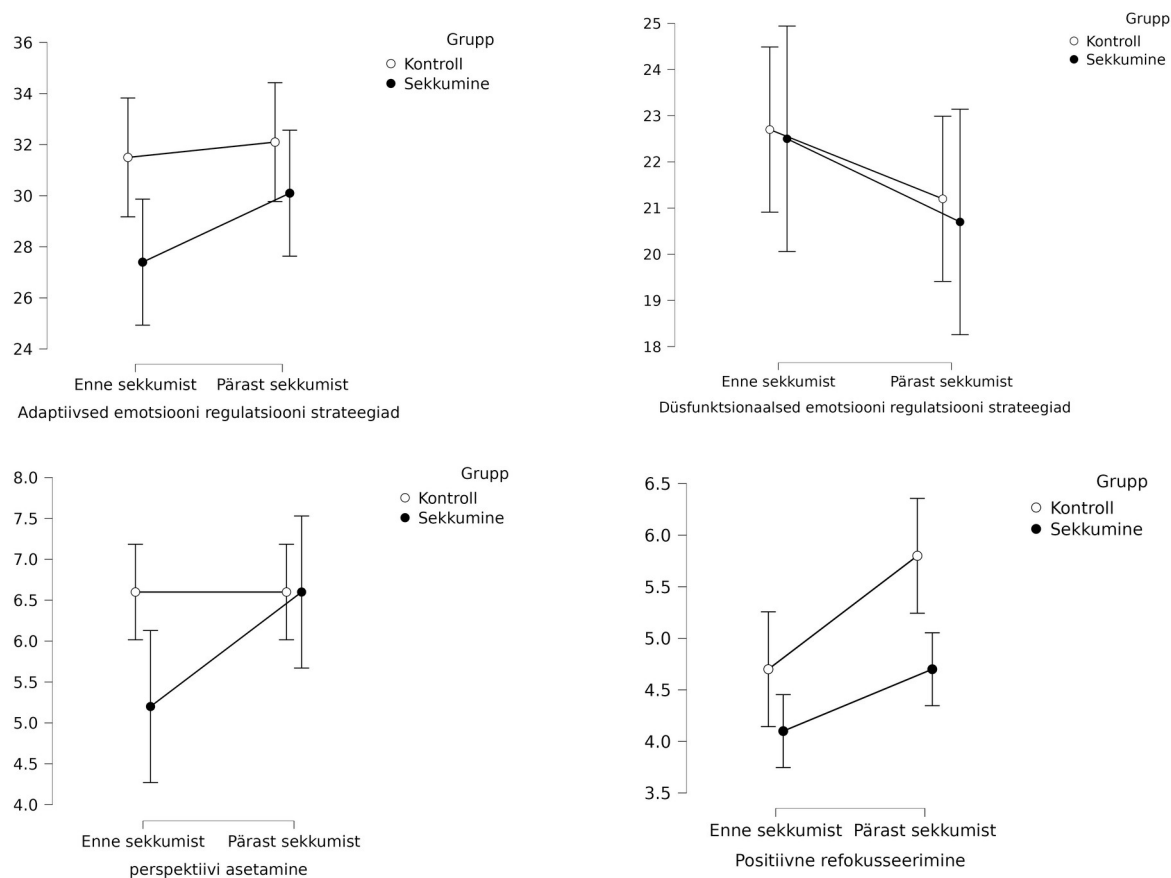 Grupp
Kontroll
Sekkumine
36
34
32
30
28
26
24
Enne sekkumist Pärast sekkumist
Adaptiivsed emotsiooni regulatsiooni strateegiad
Grupp
Kontroll
Sekkumine
25
24
23
22
21
20
19
18
Enne sekkumist Pärast sekkumist
Düsfunktsionaalsed emotsiooni regulatsiooni strateegiad
Grupp
Kontroll
Sekkumine
8.0
7.5
7.0
6.5
6.0
5.5
5.0
4.5
4.0
Enne sekkumist Pärast sekkumist
perspektiivi asetamine
Grupp
Kontroll
Sekkumine
6.5
6.0
5.5
5.0
4.5
4.0
3.5
Enne sekkumist Pärast sekkumist
Positiivne refokusseerimine